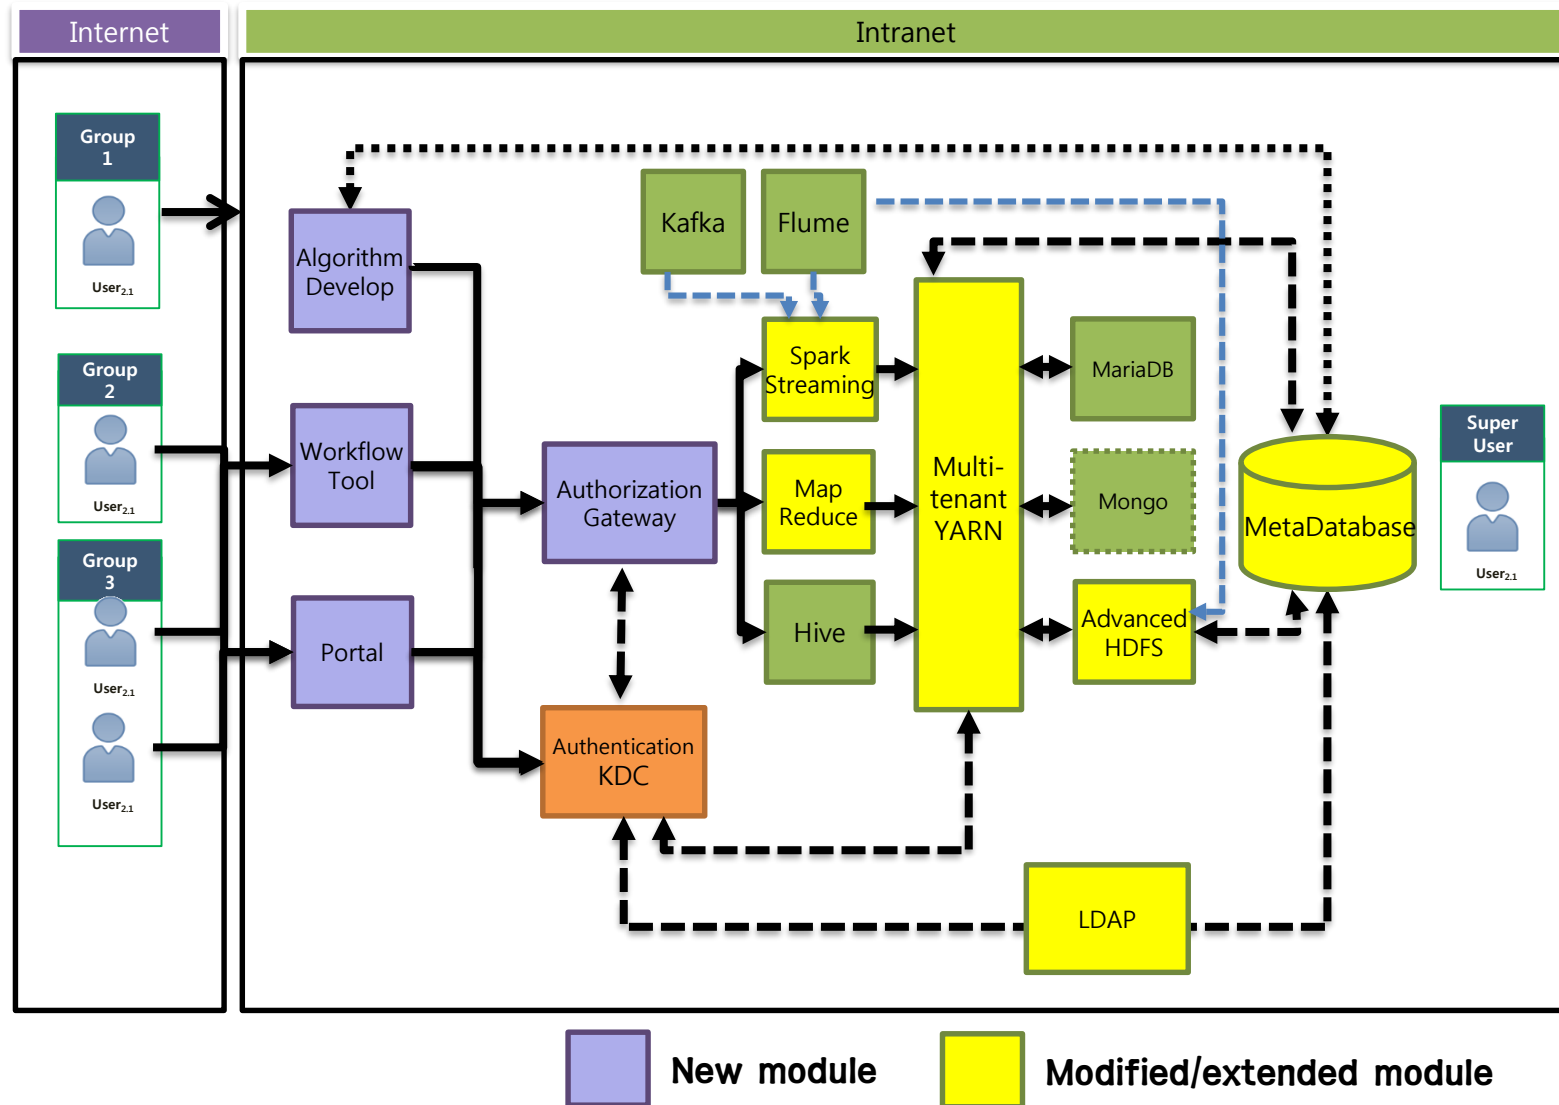 Internet
Intranet
Group
1
User2.1
Group
2
User2.1
Group
3
User2.1
User2.1
Algorithm
Develop
Workflow
Tool
Portal
Authorization
Gateway
Authentication
KDC
Kafka
Flume
Spark
Streaming
Map
Reduce
Hive
Multi-
tenant
YARN
MariaDB
Mongo
Advanced
HDFS
MetaDatabase
LDAP
Super
User
User2.1
New module
Modified/extended module